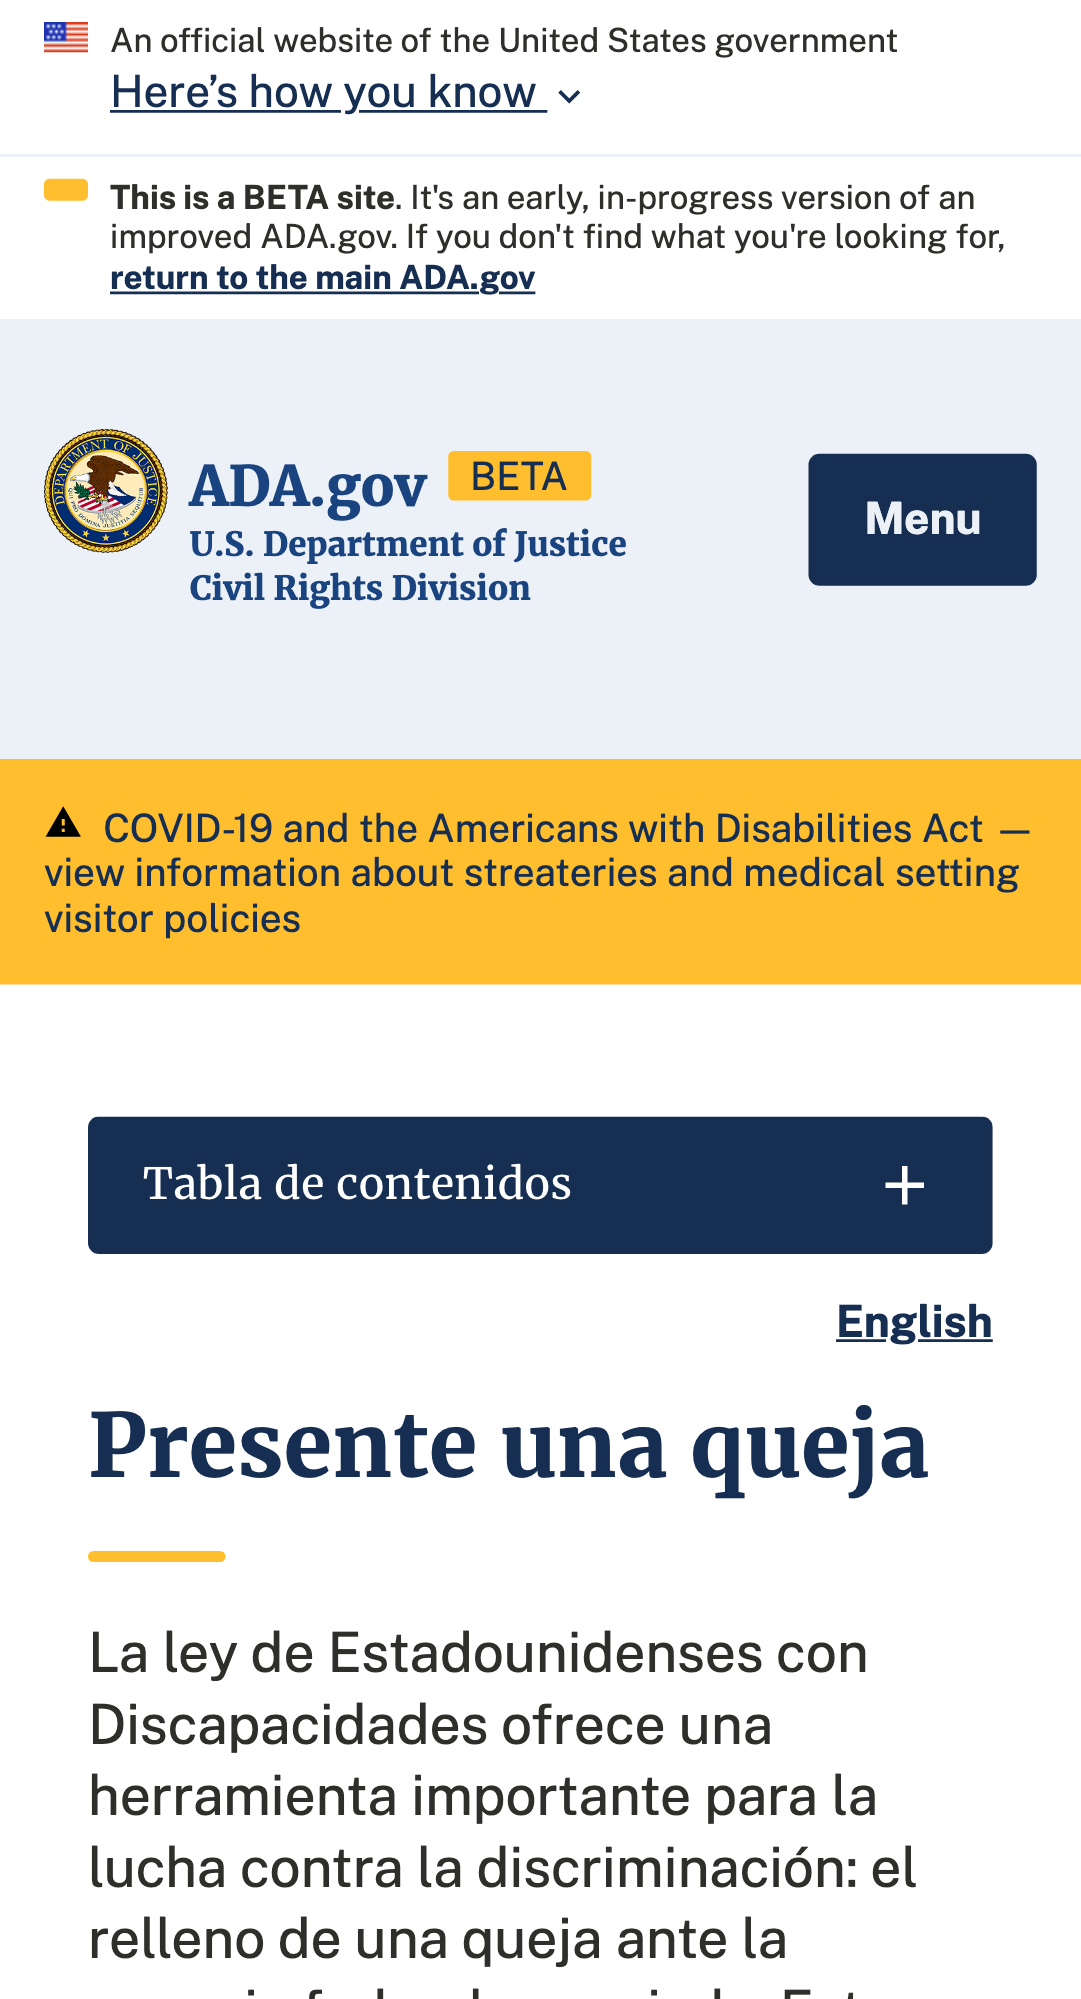 An official website of the United States government
Here’s how you know
This is a BETA site. It's an early, in-progress version of an
improved ADA.gov. If you don't find what you're looking for,
return to the main ADA.gov
DEPARTMENT OF JUSTICE
QUI PRO DOMINA JUSTITIA SEQUITUR
ADA.gov BETA
U.S. Department of Justice
Civil Rights Division
Menu
COVID-19 and the Americans with Disabilities Act —
view information about streateries and medical setting
visitor policies
Tabla de contenidos
English
Presente una queja
La ley de Estadounidenses con
Discapacidades ofrece una
herramienta importante para la
lucha contra la discriminación: el
relleno de una queja ante la